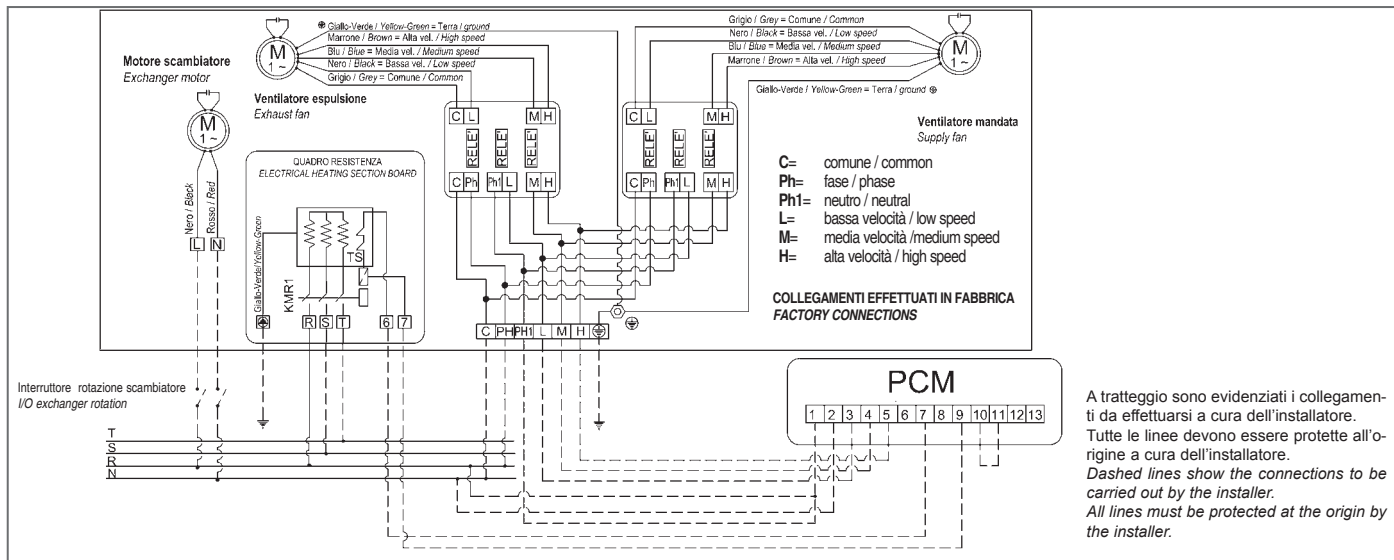 ⊕ Giallo-Verde / Yellow-Green = Terra / ground
Marrone / Brown = Alta vel. / High speed
Blu / Blue = Media vel. / Medium speed
Nero / Black = Bassa vel. / Low speed
Grigio / Grey = Comune / Common
M
1~
Ventilatore espulsione
Exhaust fan
Motore scambiatore
Exchanger motor
M
1~
Nero / Black
Rosso / Red
L N
Grigio / Grey = Comune / Common
Nero / Black = Bassa vel. / Low speed
Blu / Blue = Media vel. / Medium speed
Marrone / Brown = Alta vel. / High speed
Giallo-Verde / Yellow-Green = Terra / ground ⊕
M
1~
Ventilatore mandata
Supply fan
C L M H
RELE' RELE' RELE'
C Ph Ph1 L M H
C L M H
RELE' RELE' RELE'
C Ph Ph1 L M H
QUADRO RESISTENZA
ELECTRICAL HEATING SECTION BOARD
Giallo-Verde/Yellow-Green
TS
KMR1
R S T 6 7
C= comune / common
Ph= fase / phase
Ph1= neutro / neutral
L= bassa velocità / low speed
M= media velocità /medium speed
H= alta velocità / high speed
COLLEGAMENTI EFFETTUATI IN FABBRICA
FACTORY CONNECTIONS
C PH PH1 L M H
Interruttore rotazione scambiatore
I/O exchanger rotation
T
S
R
N
PCM
1 2 3 4 5 6 7 8 9 10 11 12 13
A tratteggio sono evidenziati i collegamen-
ti da effettuarsi a cura dell'installatore.
Tutte le linee devono essere protette all'o-
rigine a cura dell'installatore.
Dashed lines show the connections to be
carried out by the installer.
All lines must be protected at the origin by
the installer.